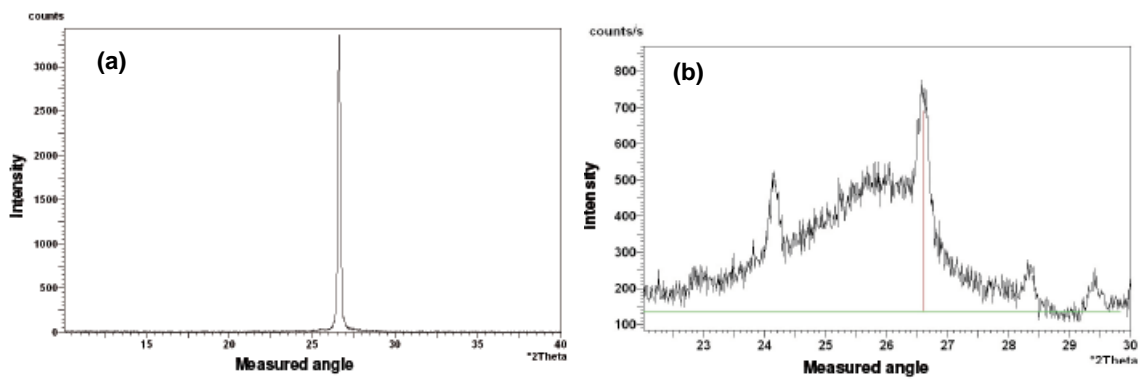 counts
(a)
3000
2500
2000
1500
1000
500
0
15 20 25 30 35 40
°2Theta
Measured angle
Intensity
counts/s
(b)
800
700
600
500
400
300
200
100
23 24 25 26 27 28 29 30
°2Theta
Measured angle
Intensity